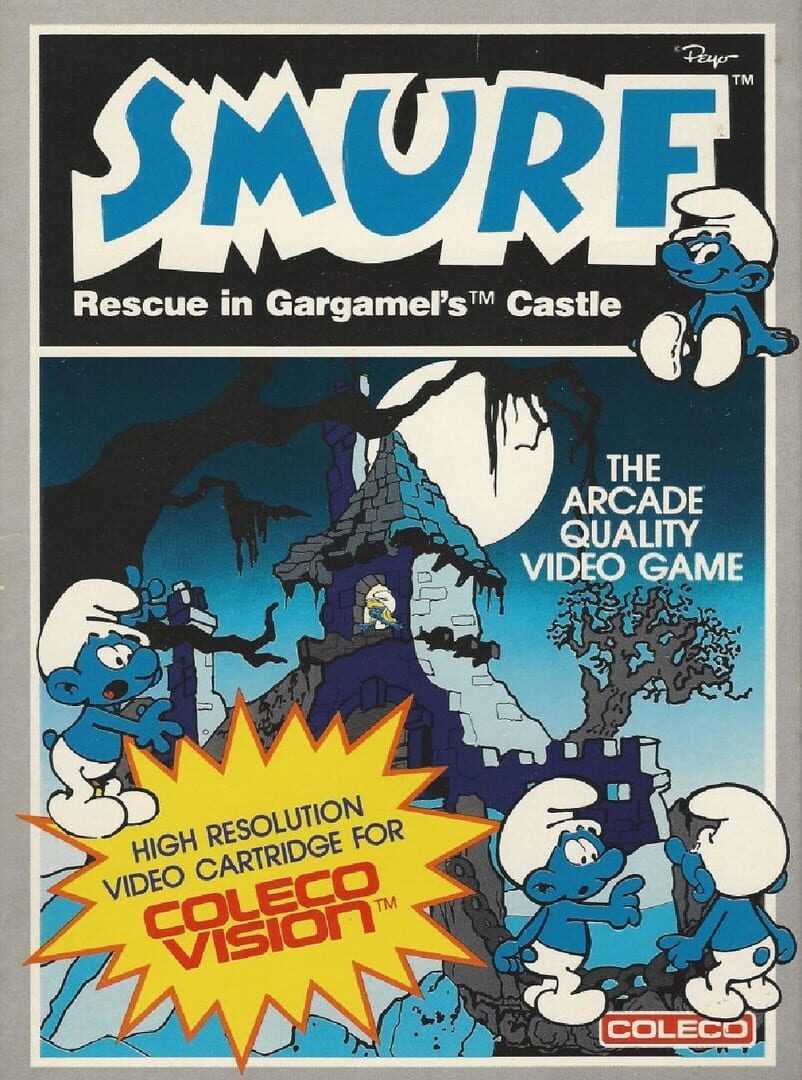 © Peyo
SMURF™
Rescue in Gargamel's™ Castle
THE
ARCADE
QUALITY
VIDEO GAME
HIGH RESOLUTION
VIDEO CARTRIDGE FOR
COLECO
VISION™
COLECO